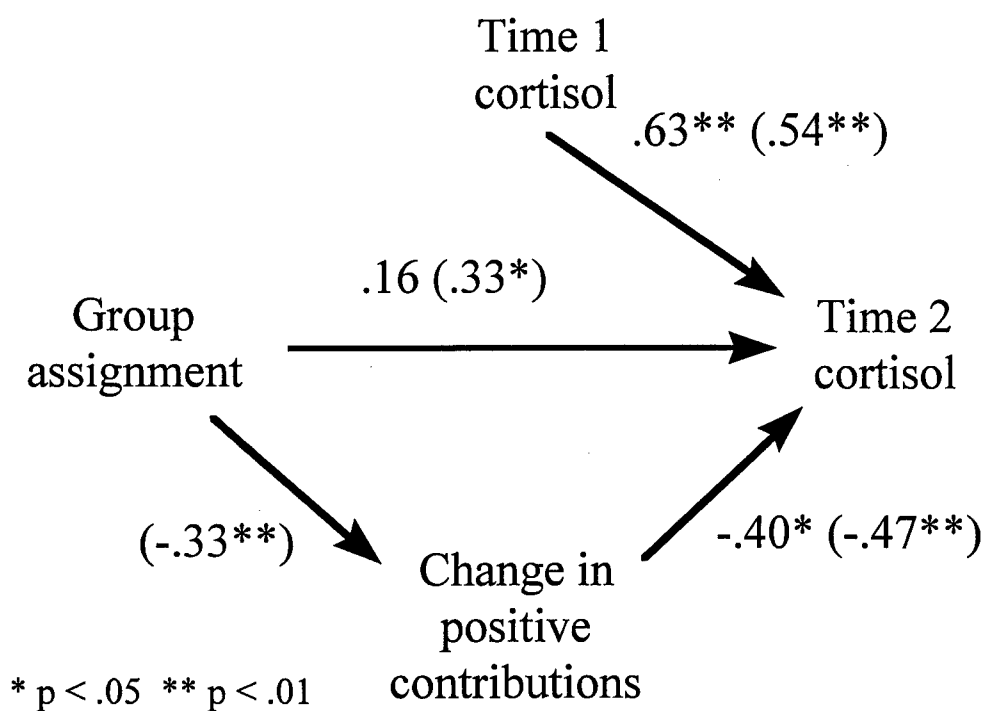 Time 1
cortisol
.63** (.54**)
.16 (.33*)
Group
assignment
Time 2
cortisol
(-.33**)
-.40* (-.47**)
Change in
positive
contributions
* p < .05 ** p < .01